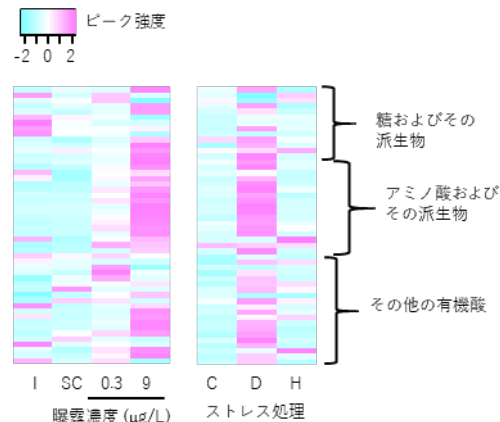 ピーク強度
-2 0 2
糖およびその
派生物
アミノ酸および
その派生物
その他の有機酸
I SC 0.3 9 C D H
曝露濃度 (μg/L) ストレス処理